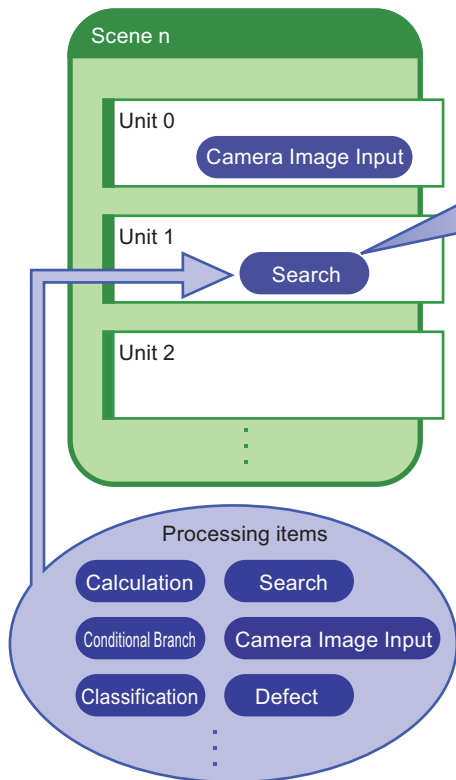 Scene n
Unit 0
Camera Image Input
Unit 1
Search
Unit 2
Processing items
Calculation
Search
Conditional Branch
Camera Image Input
Classification
Defect